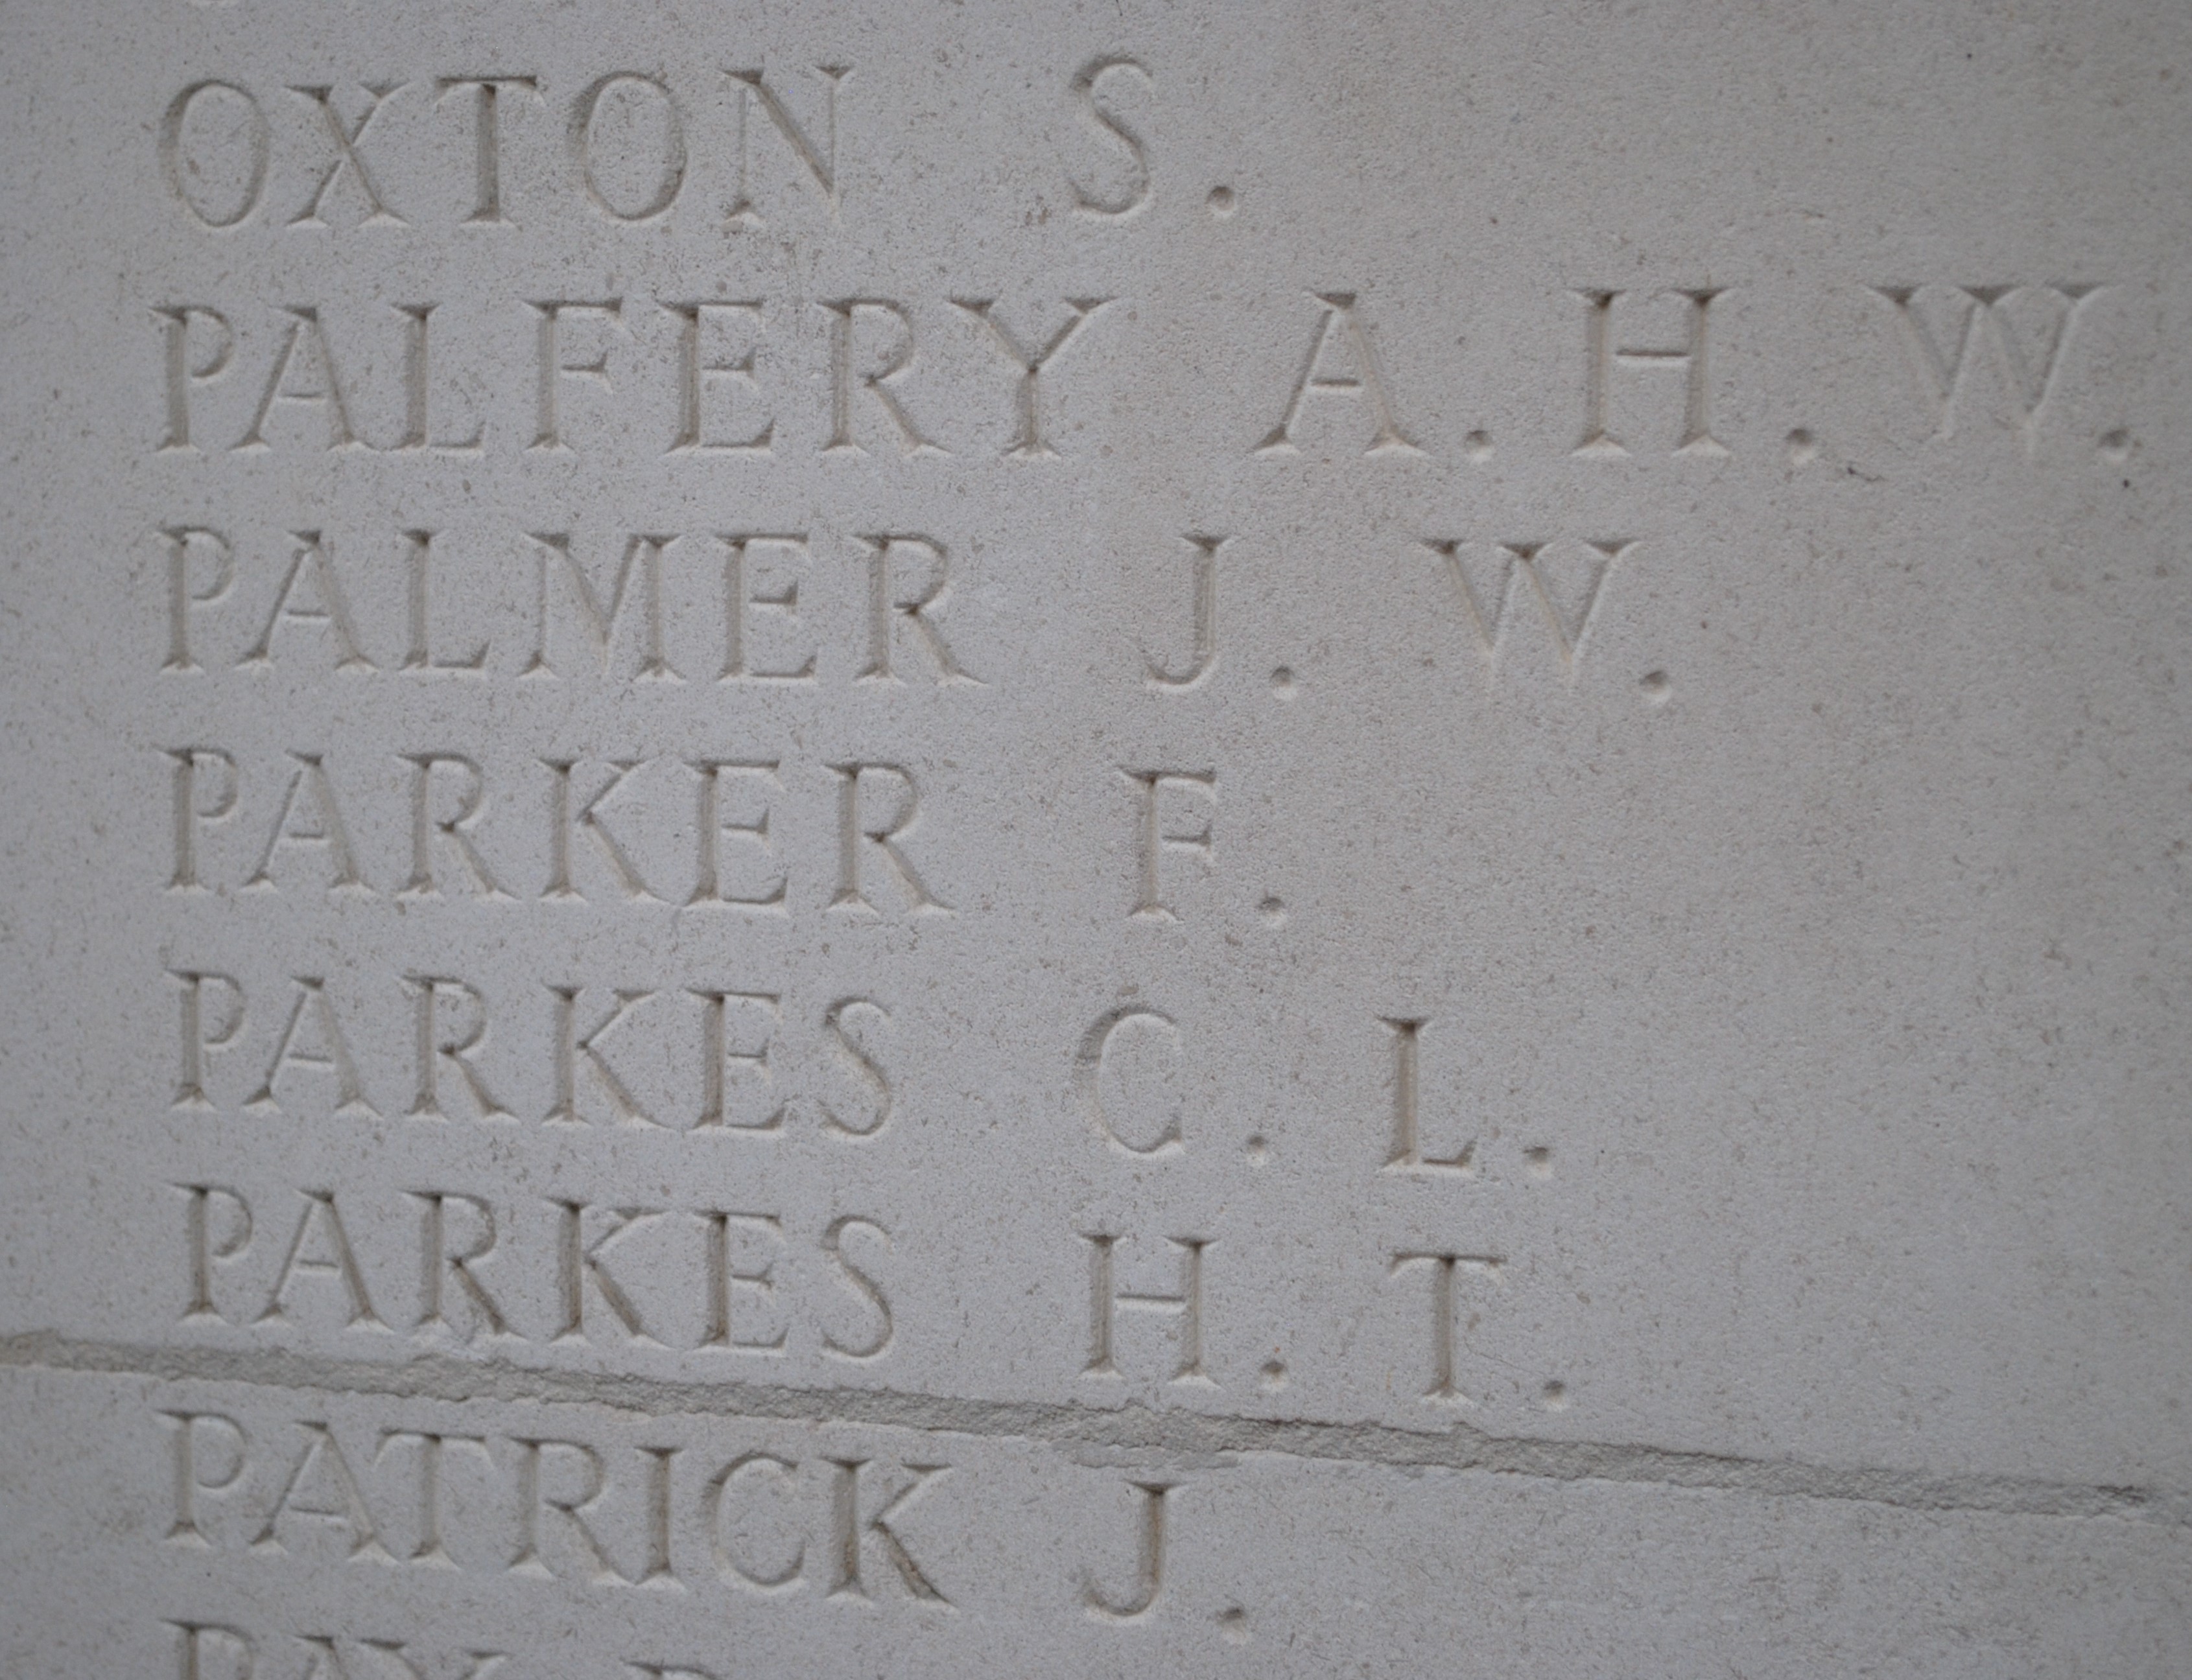 OXTON S.
PALFERY A.H.W.
PALMER J. W.
PARKER F.
PARKES C. L.
PARKES H. T.
PATRICK J.